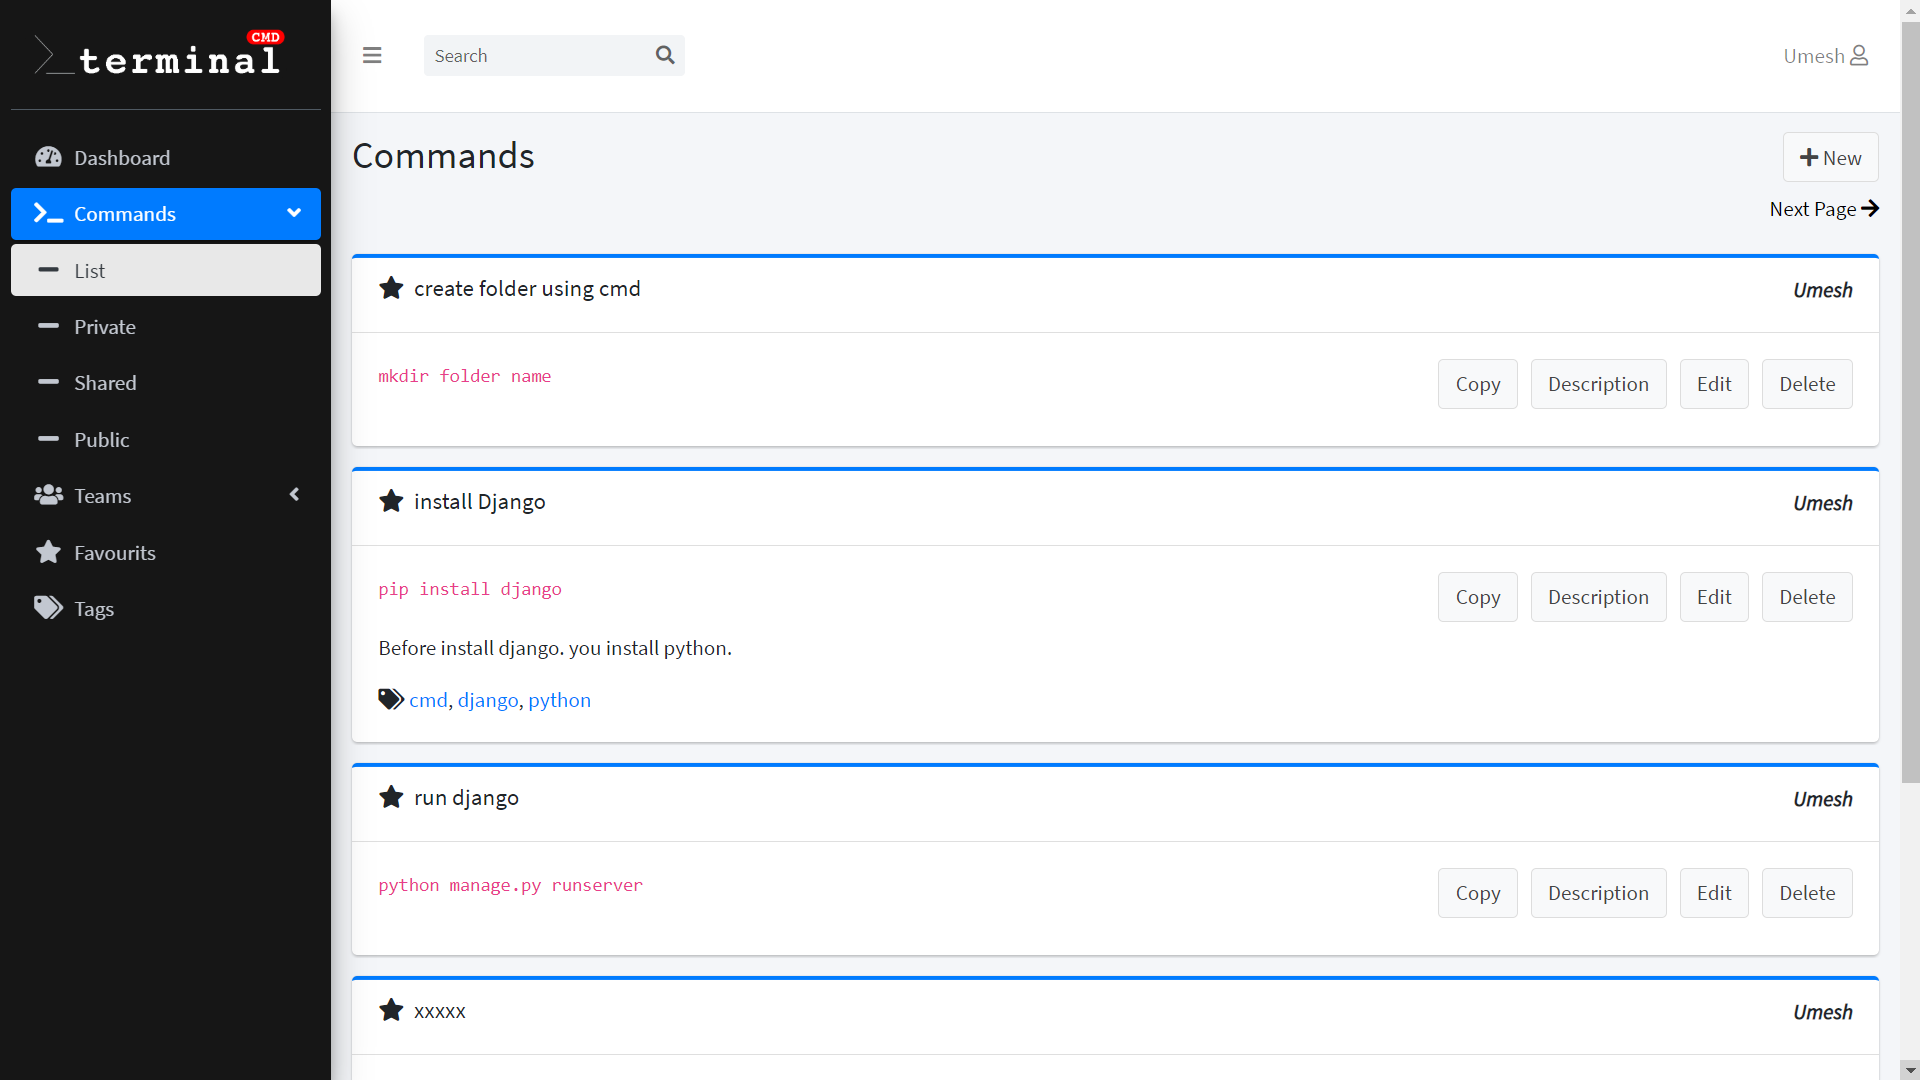 terminal CMD
Dashboard
Commands
List
Private
Shared
Public
Teams
Favourits
Tags
Search
Umesh
Commands
New
Next Page
create folder using cmd
Umesh
mkdir folder name
Copy Description Edit Delete
install Django
Umesh
pip install django
Copy Description Edit Delete
Before install django. you install python.
cmd, django, python
run django
Umesh
python manage.py runserver
Copy Description Edit Delete
xxxxx
Umesh